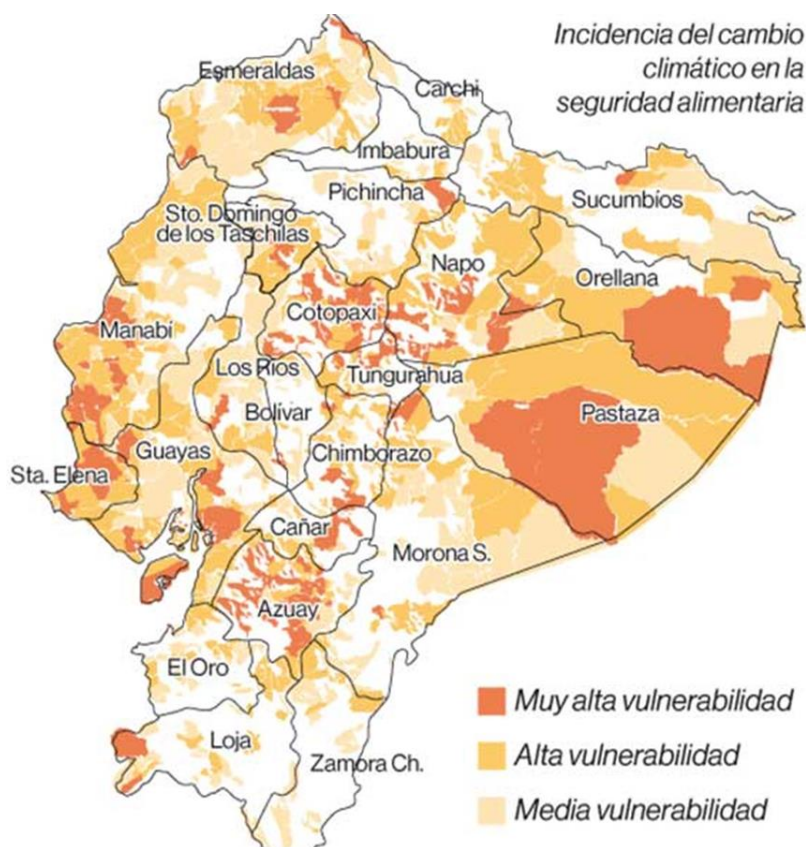 Incidencia del cambio
climático en la
seguridad alimentaria
Esmeraldas
Carchi
Imbabura
Pichincha
Sucumbíos
Sto. Domingo
de los Taschilas
Napo
Orellana
Cotopaxi
Manabí
Los Ríos
Tungurahua
Bolívar
Pastaza
Guayas
Chimborazo
Sta. Elena
Cañar
Morona S.
Azuay
El Oro
Loja
Zamora Ch.
Muy alta vulnerabilidad
Alta vulnerabilidad
Media vulnerabilidad